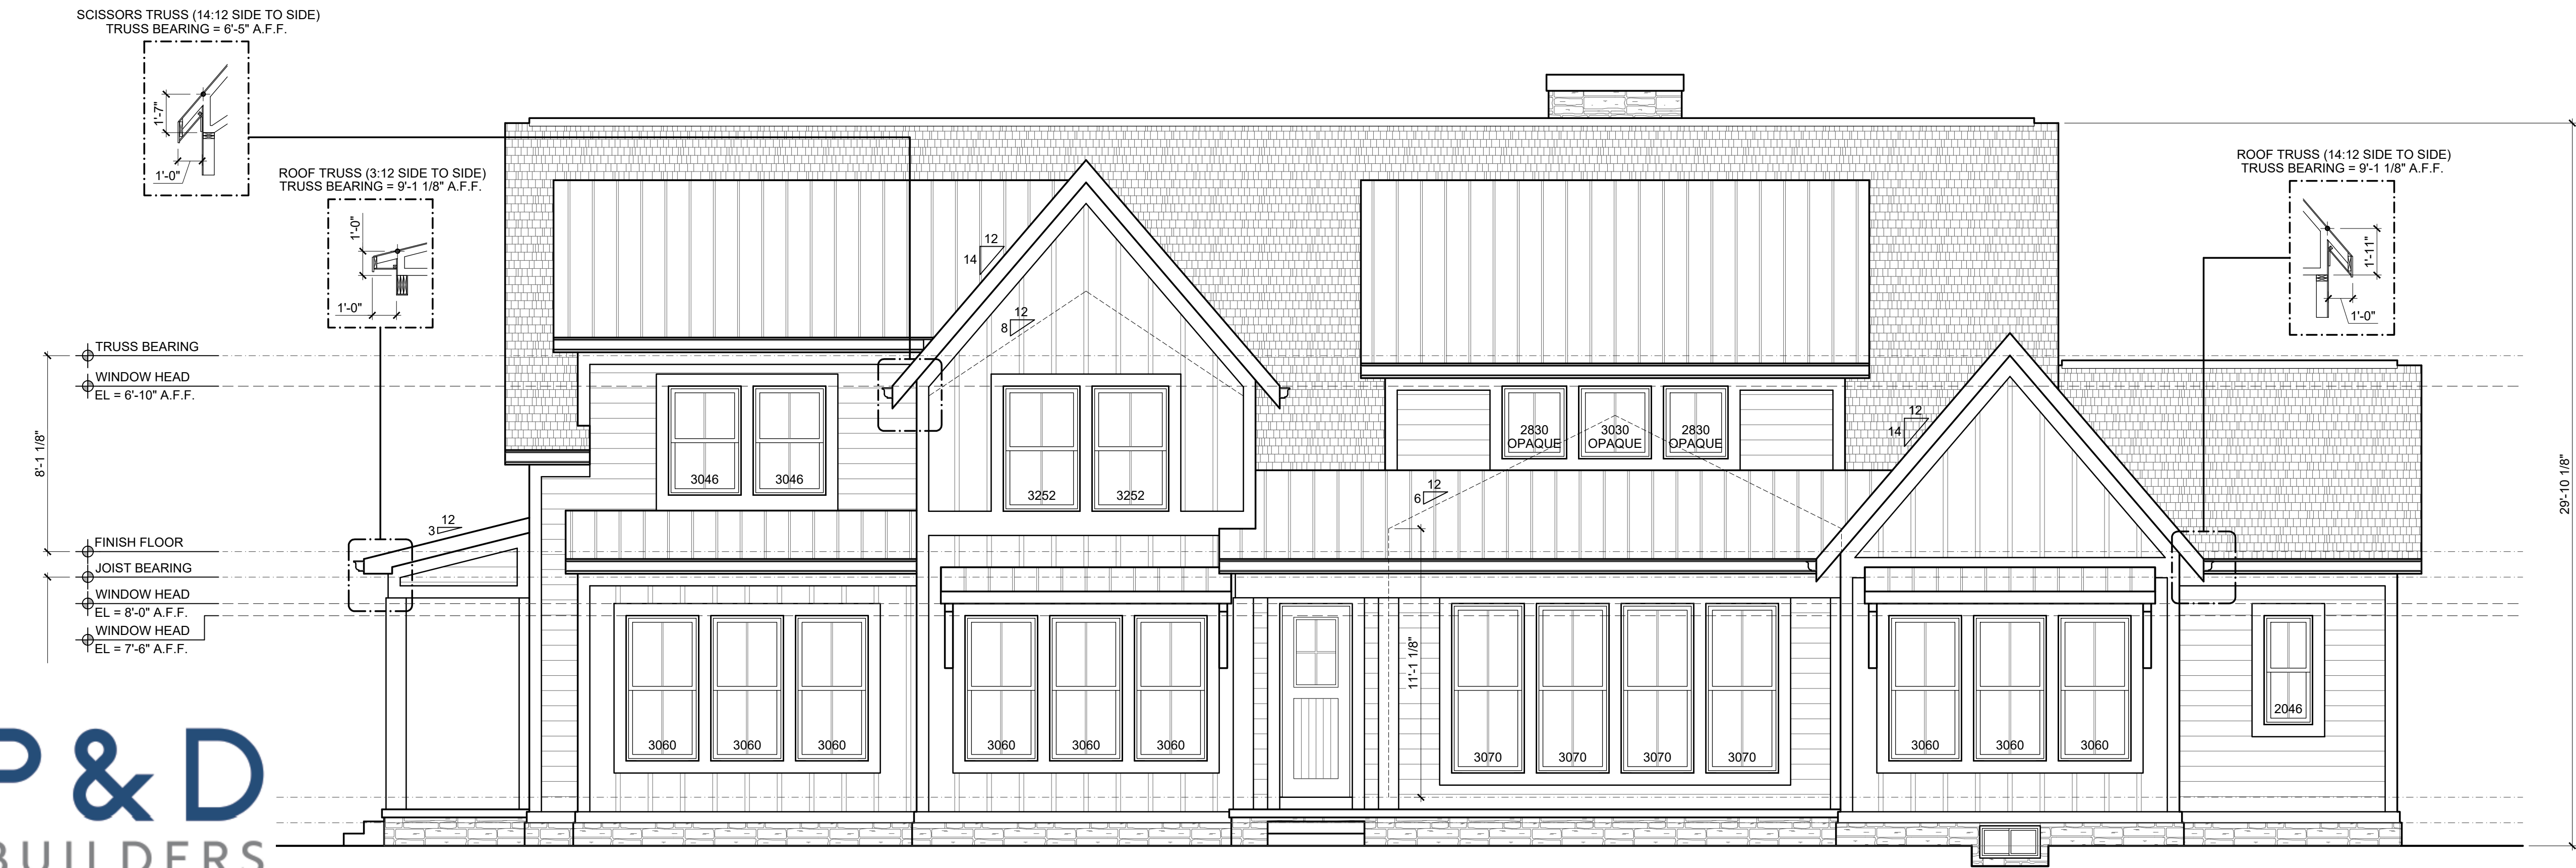 SCISSORS TRUSS (14:12 SIDE TO SIDE)
TRUSS BEARING = 6'-5" A.F.F.
1'-7"
1'-0"
ROOF TRUSS (3:12 SIDE TO SIDE)
TRUSS BEARING = 9'-1 1/8" A.F.F.
1'-0"
1'-0"
ROOF TRUSS (14:12 SIDE TO SIDE)
TRUSS BEARING = 9'-1 1/8" A.F.F.
1'-11"
1'-0"
12
14
12
8
TRUSS BEARING
WINDOW HEAD
EL = 6'-10" A.F.F.
8'-1 1/8"
12
14
2830
OPAQUE
3030
OPAQUE
2830
OPAQUE
3046
3046
3252
3252
12
6
29'-10 1/8"
12
3
FINISH FLOOR
JOIST BEARING
WINDOW HEAD
EL = 8'-0" A.F.F.
WINDOW HEAD
EL = 7'-6" A.F.F.
11'-1 1/8"
3060
3060
3060
3060
3060
3060
3070
3070
3070
3070
3060
3060
3060
2046
P & D
BUILDERS